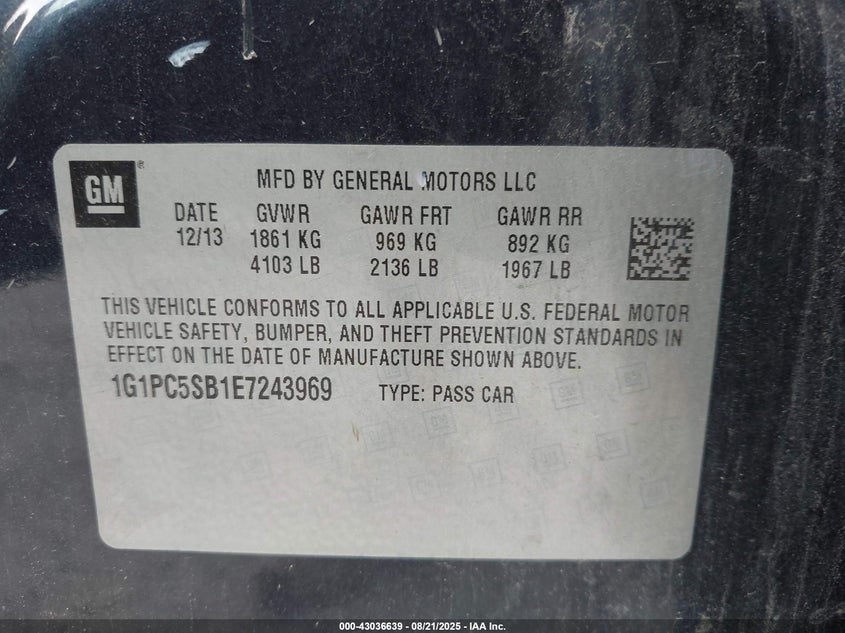 GM
MFD BY GENERAL MOTORS LLC
DATE GVWR GAWR FRT GAWR RR
12/13 1861 KG 969 KG 892 KG
4103 LB 2136 LB 1967 LB
THIS VEHICLE CONFORMS TO ALL APPLICABLE U.S. FEDERAL MOTOR
VEHICLE SAFETY, BUMPER, AND THEFT PREVENTION STANDARDS IN
EFFECT ON THE DATE OF MANUFACTURE SHOWN ABOVE.
1G1PC5SB1E7243969 TYPE: PASS CAR
000-43036639 - 08/21/2025 - IAA Inc.